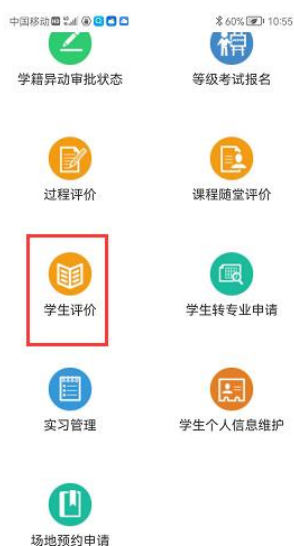 中国移动 60% 10:55
学籍异动审批状态 等级考试报名
过程评价 课程随堂评价
学生评价 学生转专业申请
实习管理 学生个人信息维护
场地预约申请